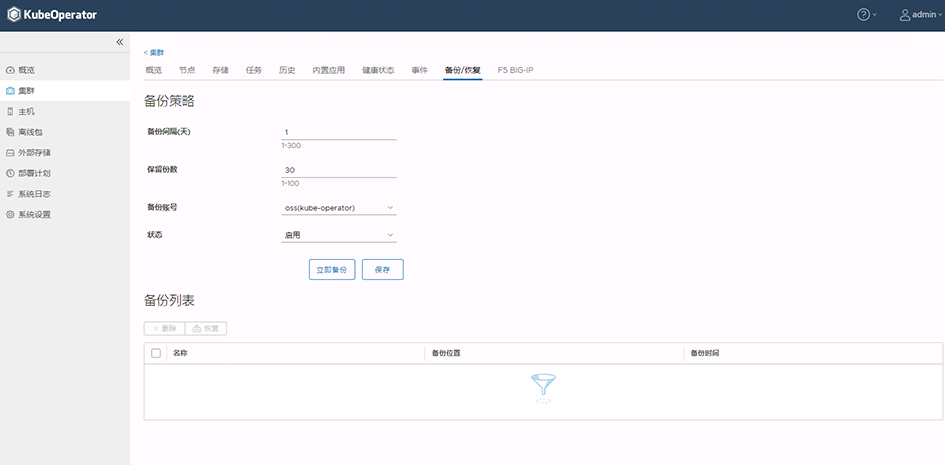 KubeOperator
admin
概览
集群
主机
离线包
外部存储
部署计划
系统日志
系统设置
< 集群
概览 节点 存储 任务 历史 内置应用 健康状态 事件 备份/恢复 F5 BIG-IP
备份策略
备份间隔(天) 1
1-300
保留份数 30
1-100
备份账号 oss(kube-operator)
状态 启用
立即备份 保存
备份列表
× 删除 恢复
名称 备份位置 备份时间